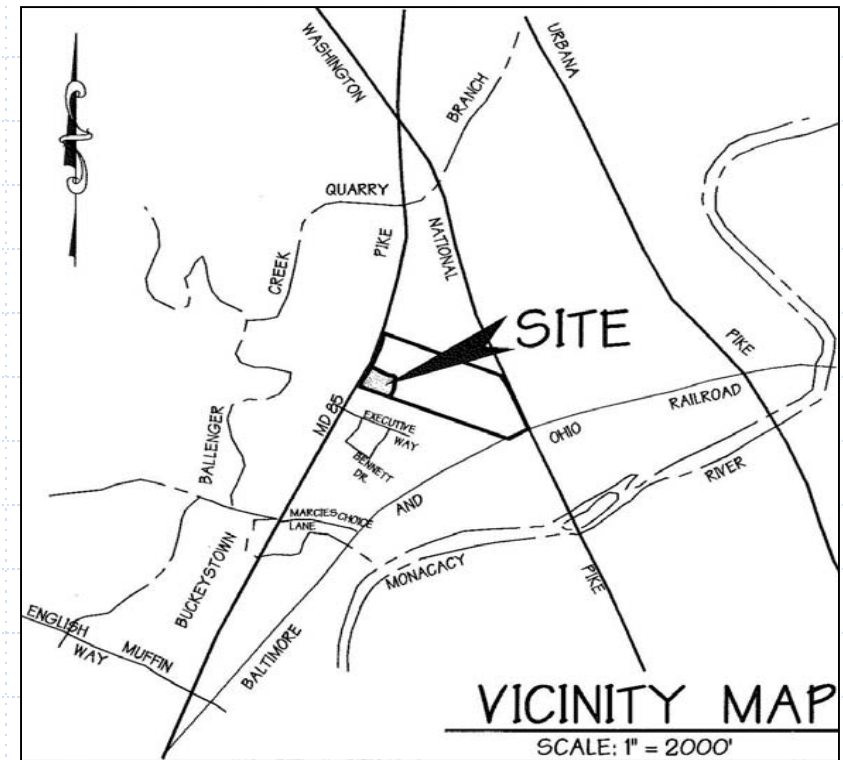 WASHINGTON
URBANA
BRANCH
QUARRY
CREEK
PIKE
NATIONAL
SITE
PIKE
RAILROAD
MD 85
EXECUTIVE
WAY
BENNETT
DR.
OHIO
BALLENGER
RIVER
AND
MARCIES CHOICE
LANE
BUCKEYSTOWN
MONACACY
PIKE
ENGLISH
WAY
MUFFIN
BALTIMORE
VICINITY MAP
SCALE: 1" = 2000'